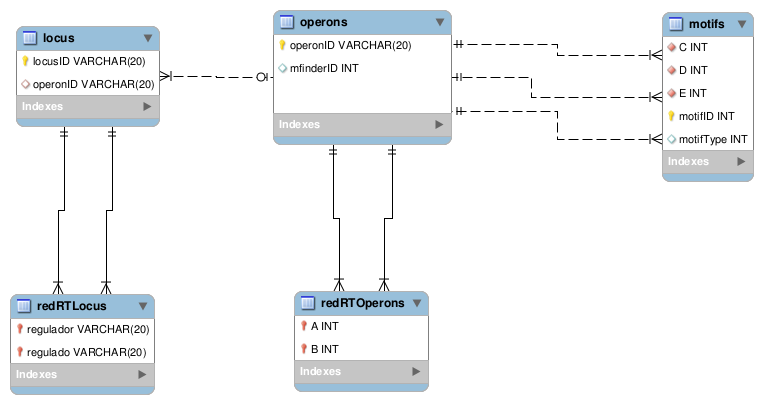 locus
locusID VARCHAR(20)
operonID VARCHAR(20)
Indexes
operons
operonID VARCHAR(20)
mfinderID INT
Indexes
motifs
C INT
D INT
E INT
motifID INT
motifType INT
Indexes
redRTLocus
regulador VARCHAR(20)
regulado VARCHAR(20)
Indexes
redRTOperons
A INT
B INT
Indexes